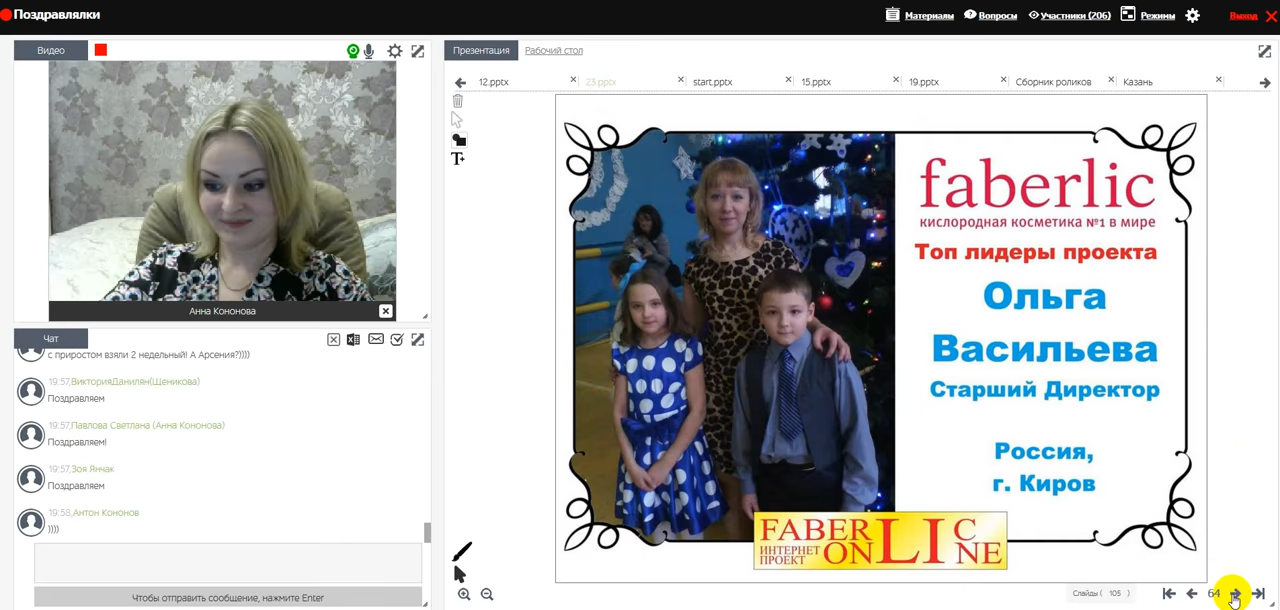 Поздравлялки
Материалы
Вопросы
Участники (206)
Режимы
Выход
Видео
Анна Кононова
Чат
с приростом взяли 2 недельный! А Арсения?))))
19:57,ВикторияДанилян(Щеникова)
Поздравляем
19:57,Павлова Светлана (Анна Кононова)
Поздравляем!
19:57,Зоя Янчак
Поздравляем
19:58,Антон Кононов
))))
Чтобы отправить сообщение, нажмите Enter
Презентация
Рабочий стол
12.pptx
23.pptx
start.pptx
15.pptx
19.pptx
Сборник роликов
Казань
T+
faberlic
кислородная косметика №1 в мире
Топ лидеры проекта
Ольга
Васильева
Старший Директор
Россия,
г. Киров
FABERLIC
ИНТЕРНЕТ
ПРОЕКТ
ONLINE
Слайды ( 105 )
64